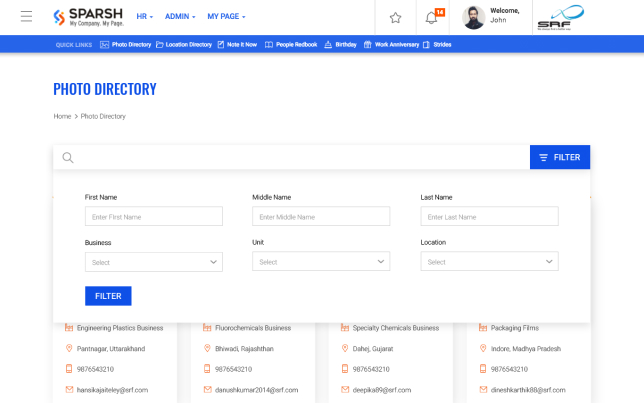 SPARSH
My Company. My Page.
HR
ADMIN
MY PAGE
14
Welcome,
John
SRF
QUICK LINKS
Photo Directory
Location Directory
Note it Now
People Redbook
Birthday
Work Anniversary
Strides
PHOTO DIRECTORY
Home > Photo Directory
FILTER
First Name
Middle Name
Last Name
Enter First Name
Enter Middle Name
Enter Last Name
Business
Unit
Location
Select
Select
Select
FILTER
Engineering Plastics Business
Fluorochemicals Business
Specialty Chemicals Business
Packaging Films
Pantnagar, Uttarakhand
Bhiwadi, Rajashthan
Dahej, Gujarat
Indore, Madhya Pradesh
9876543210
9876543210
9876543210
9876543210
hansikajaiteley@srf.com
danushkumar2014@srf.com
deepika89@srf.com
dineshkarthik88@srf.com